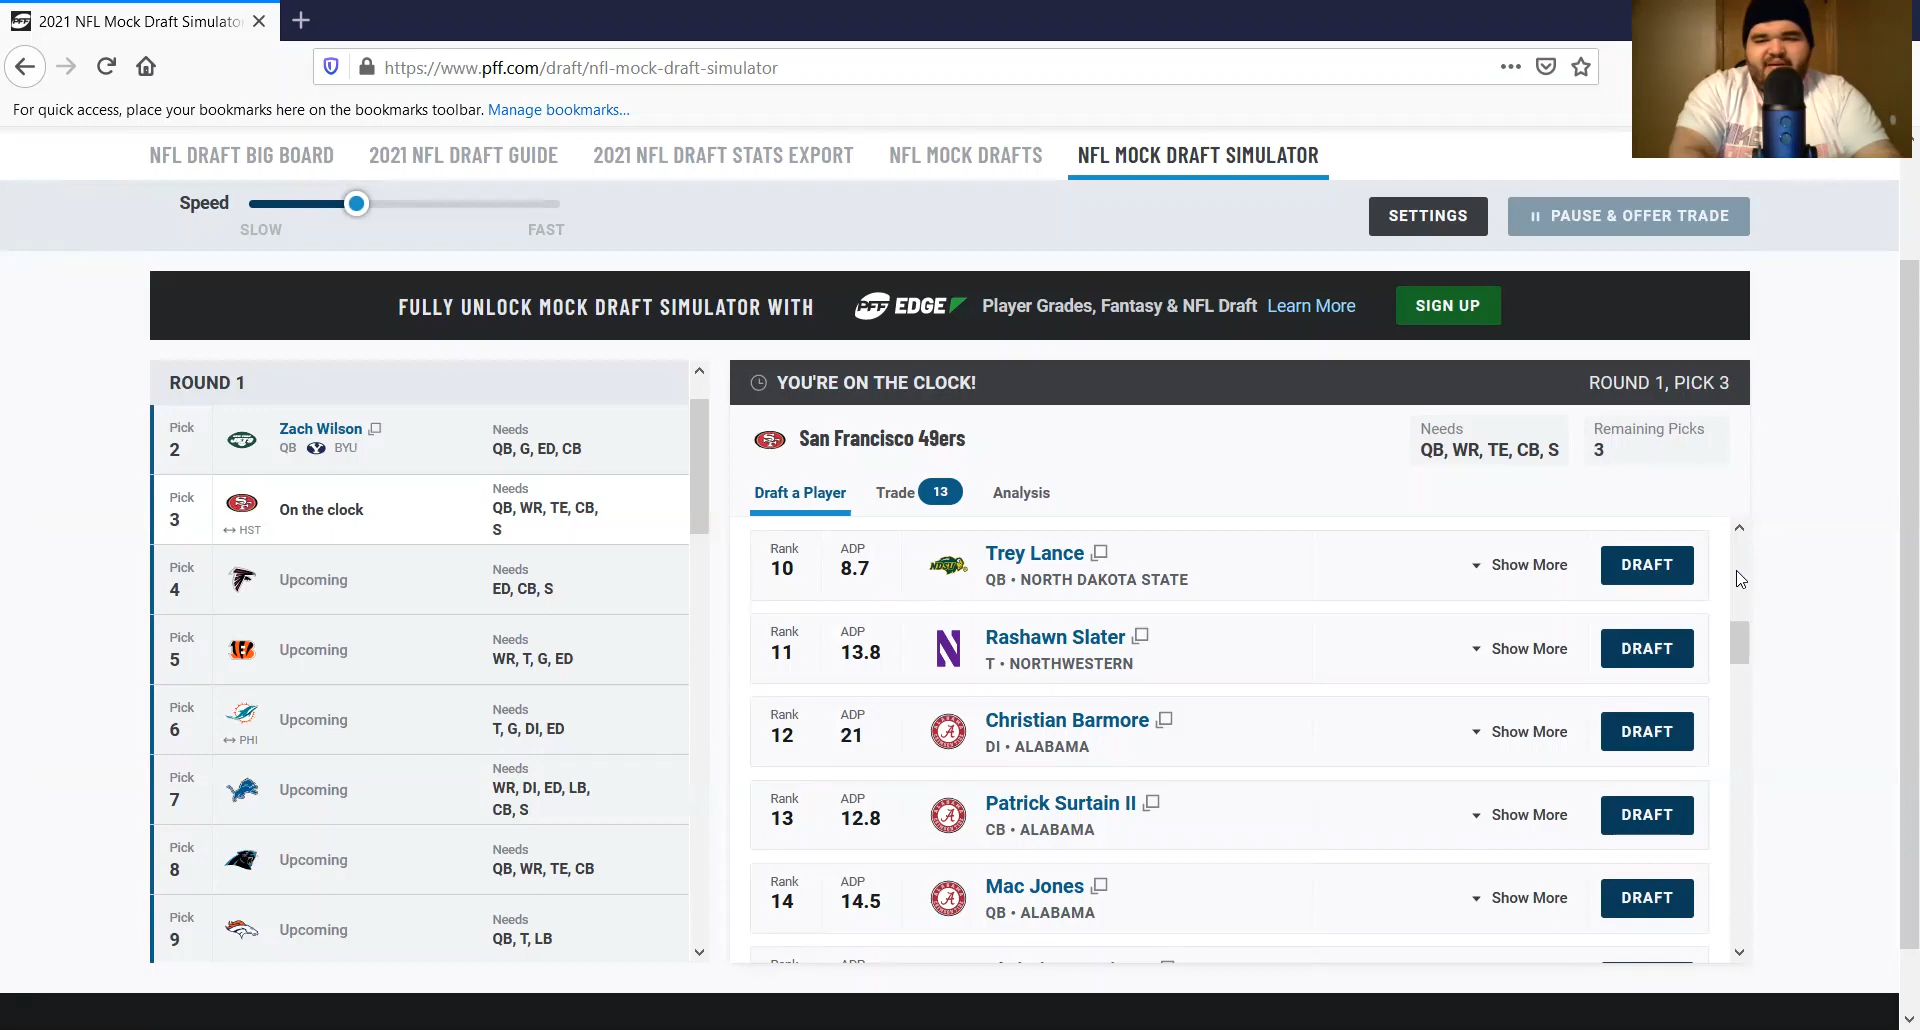 2021 NFL Mock Draft Simulato
https://www.pff.com/draft/nfl-mock-draft-simulator
For quick access, place your bookmarks here on the bookmarks toolbar. Manage bookmarks...
NFL DRAFT BIG BOARD 2021 NFL DRAFT GUIDE 2021 NFL DRAFT STATS EXPORT NFL MOCK DRAFTS NFL MOCK DRAFT SIMULATOR
Speed
SLOW FAST
SETTINGS PAUSE & OFFER TRADE
FULLY UNLOCK MOCK DRAFT SIMULATOR WITH PFF EDGE Player Grades, Fantasy & NFL Draft Learn More SIGN UP
ROUND 1
Pick 2
Zach Wilson
QB BYU
Needs
QB, G, ED, CB
Pick 3
HST
On the clock
Needs
QB, WR, TE, CB,
S
Pick 4
Upcoming
Needs
ED, CB, S
Pick 5
Upcoming
Needs
WR, T, G, ED
Pick 6
PHI
Upcoming
Needs
T, G, DI, ED
Pick 7
Upcoming
Needs
WR, DI, ED, LB,
CB, S
Pick 8
Upcoming
Needs
QB, WR, TE, CB
Pick 9
Upcoming
Needs
QB, T, LB
YOU'RE ON THE CLOCK! ROUND 1, PICK 3
San Francisco 49ers
Needs
QB, WR, TE, CB, S
Remaining Picks
3
Draft a Player Trade 13 Analysis
Rank 10
ADP 8.7
NDSU
Trey Lance
QB • NORTH DAKOTA STATE
Show More DRAFT
Rank 11
ADP 13.8
N
Rashawn Slater
T • NORTHWESTERN
Show More DRAFT
Rank 12
ADP 21
Christian Barmore
DI • ALABAMA
Show More DRAFT
Rank 13
ADP 12.8
Patrick Surtain II
CB • ALABAMA
Show More DRAFT
Rank 14
ADP 14.5
Mac Jones
QB • ALABAMA
Show More DRAFT
Rank ADP